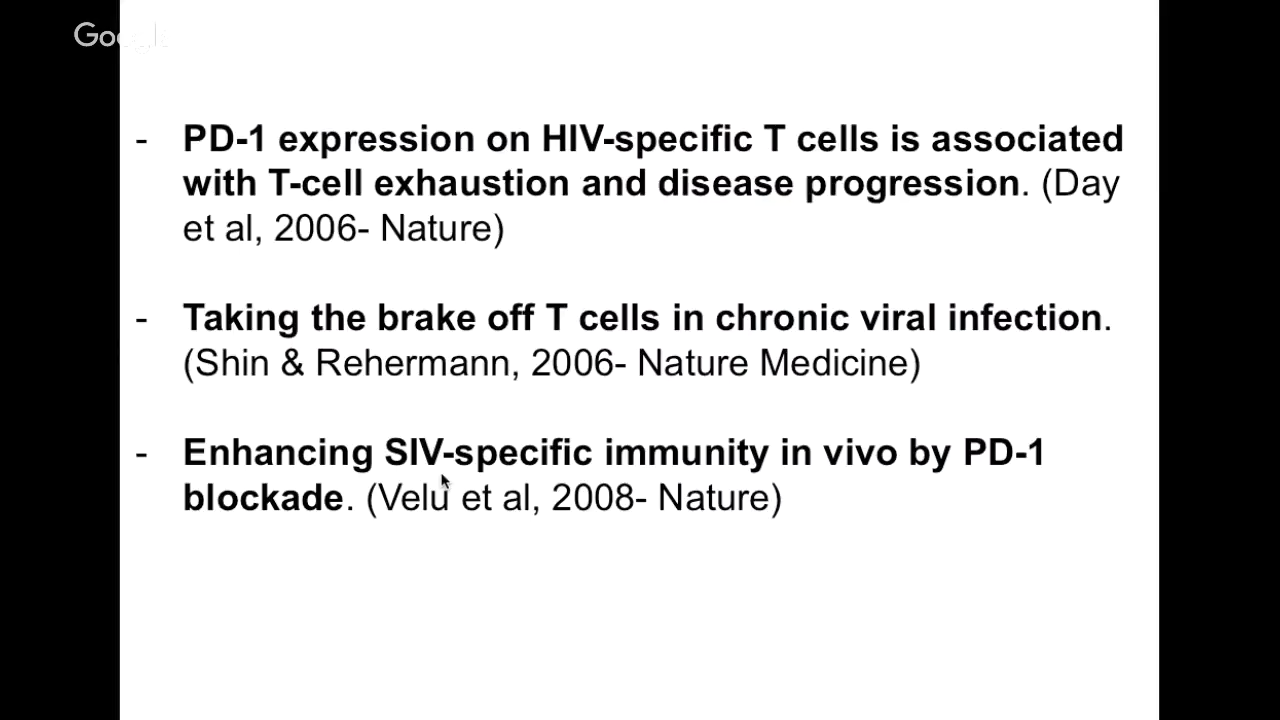 Google
- PD-1 expression on HIV-specific T cells is associated
with T-cell exhaustion and disease progression. (Day
et al, 2006- Nature)
- Taking the brake off T cells in chronic viral infection.
(Shin & Rehermann, 2006- Nature Medicine)
- Enhancing SIV-specific immunity in vivo by PD-1
blockade. (Velu et al, 2008- Nature)